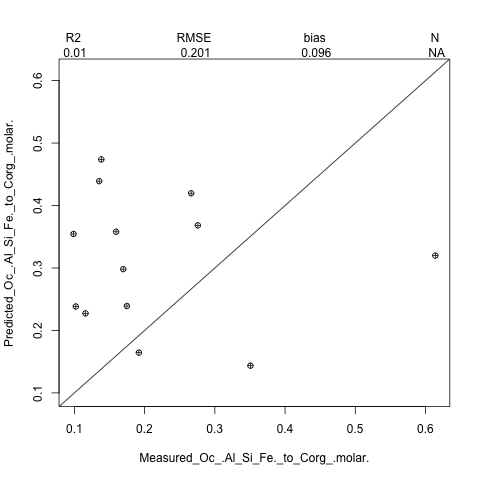 R2 RMSE bias N
0.01 0.201 0.096 NA
0.6
0.5
0.4
0.3
0.2
0.1
Predicted_Oc_.Al_Si_Fe._to_Corg_.molar.
0.1 0.2 0.3 0.4 0.5 0.6
Measured_Oc_.Al_Si_Fe._to_Corg_.molar.